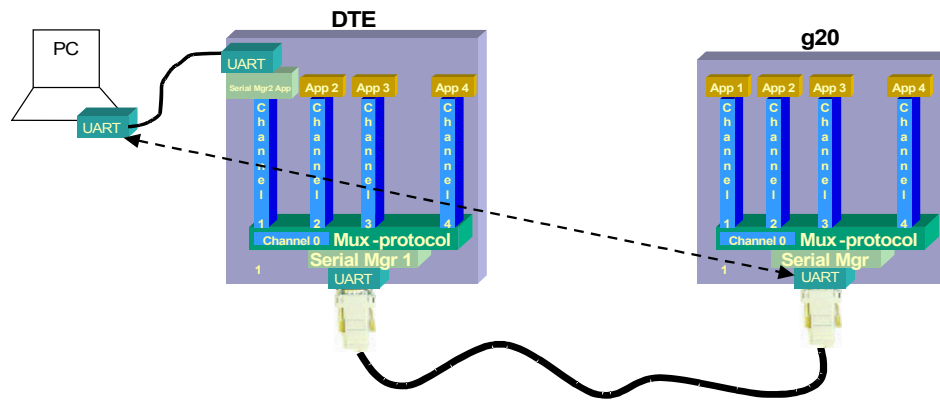 DTE
g20
PC
UART
UART
Serial Mgr2 App
App 2
App 3
App 4
Channel 1
Channel 2
Channel 3
Channel 4
Channel 0
Mux-protocol
Serial Mgr 1
1
UART
App 1
App 2
App 3
App 4
Channel 1
Channel 2
Channel 3
Channel 4
Channel 0
Mux-protocol
Serial Mgr
1
UART